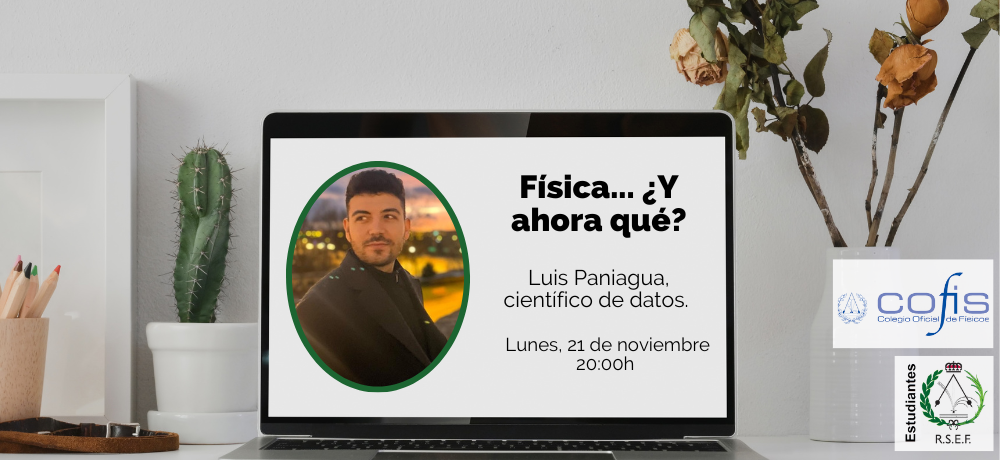 Física... ¿Y
ahora qué?
Luis Paniagua,
científico de datos.
Lunes, 21 de noviembre
20:00h
cofis
Colegio Oficial de Físicos
Estudiantes
R.S.E.F.